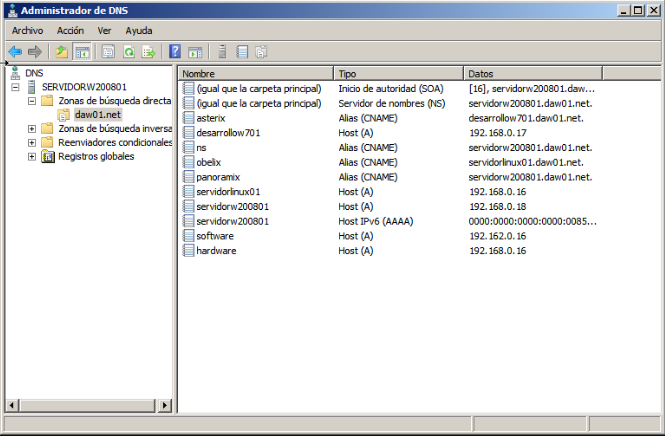 Administrador de DNS
Archivo Acción Ver Ayuda
DNS
SERVIDORW200801
Zonas de búsqueda directa
daw01.net
Zonas de búsqueda inversa
Reenviadores condicionales
Registros globales
Nombre Tipo Datos
(igual que la carpeta principal) Inicio de autoridad (SOA) [16], servidorw200801.daw...
(igual que la carpeta principal) Servidor de nombres (NS) servidorw200801.daw01.net.
asterix Alias (CNAME) desarrollow701.daw01.net.
desarrollow701 Host (A) 192.168.0.17
ns Alias (CNAME) servidorw200801.daw01.net.
obelix Alias (CNAME) servidorlinux01.daw01.net.
panoramix Alias (CNAME) servidorw200801.daw01.net.
servidorlinux01 Host (A) 192.168.0.16
servidorw200801 Host (A) 192.168.0.18
servidorw200801 Host IPv6 (AAAA) 0000:0000:0000:0000:0085...
software Host (A) 192.162.0.16
hardware Host (A) 192.168.0.16